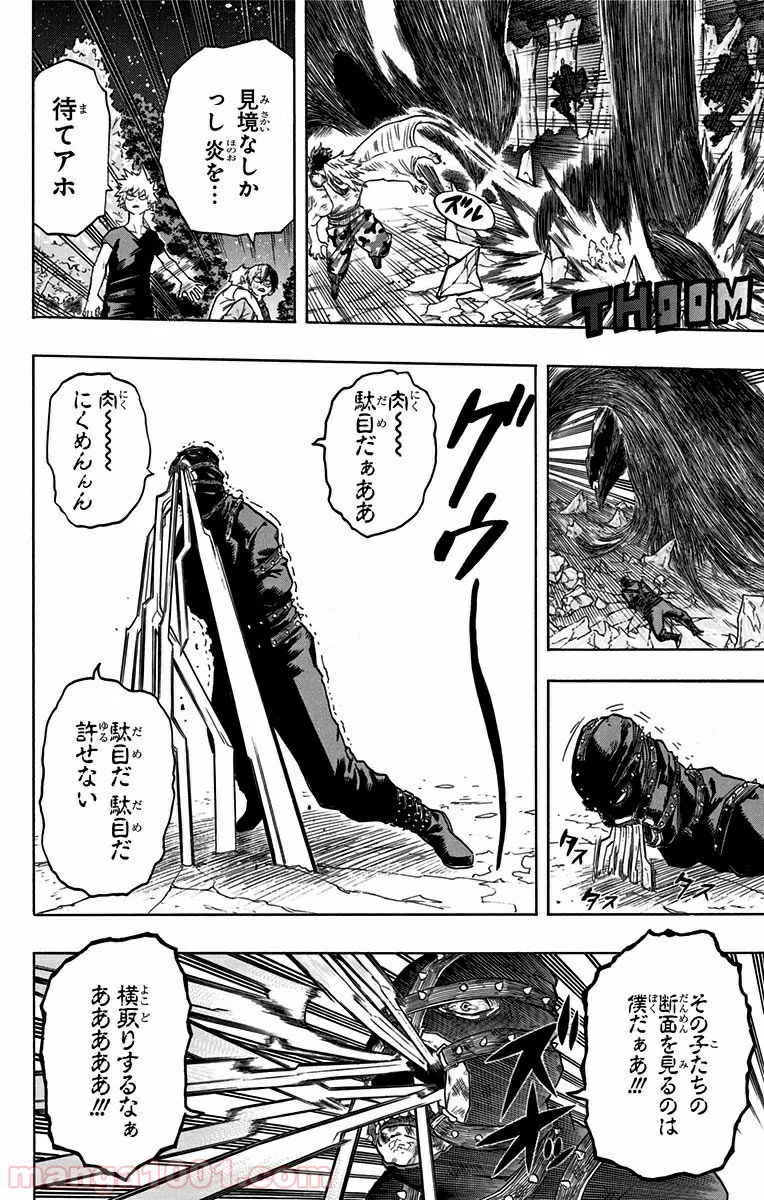 ズル
THOOM
見境なしか
っし炎を…
待てアホ
タス
タス
グウ
肉～～～
駄目だぁああ
肉～～～
にくめんんん
駄目だ 駄目だ
許せない
その子たちの
断面を見るのは
僕だぁあ!!!
ズズズ
横取りするなぁ
ああああああ!!!
manga1001.com